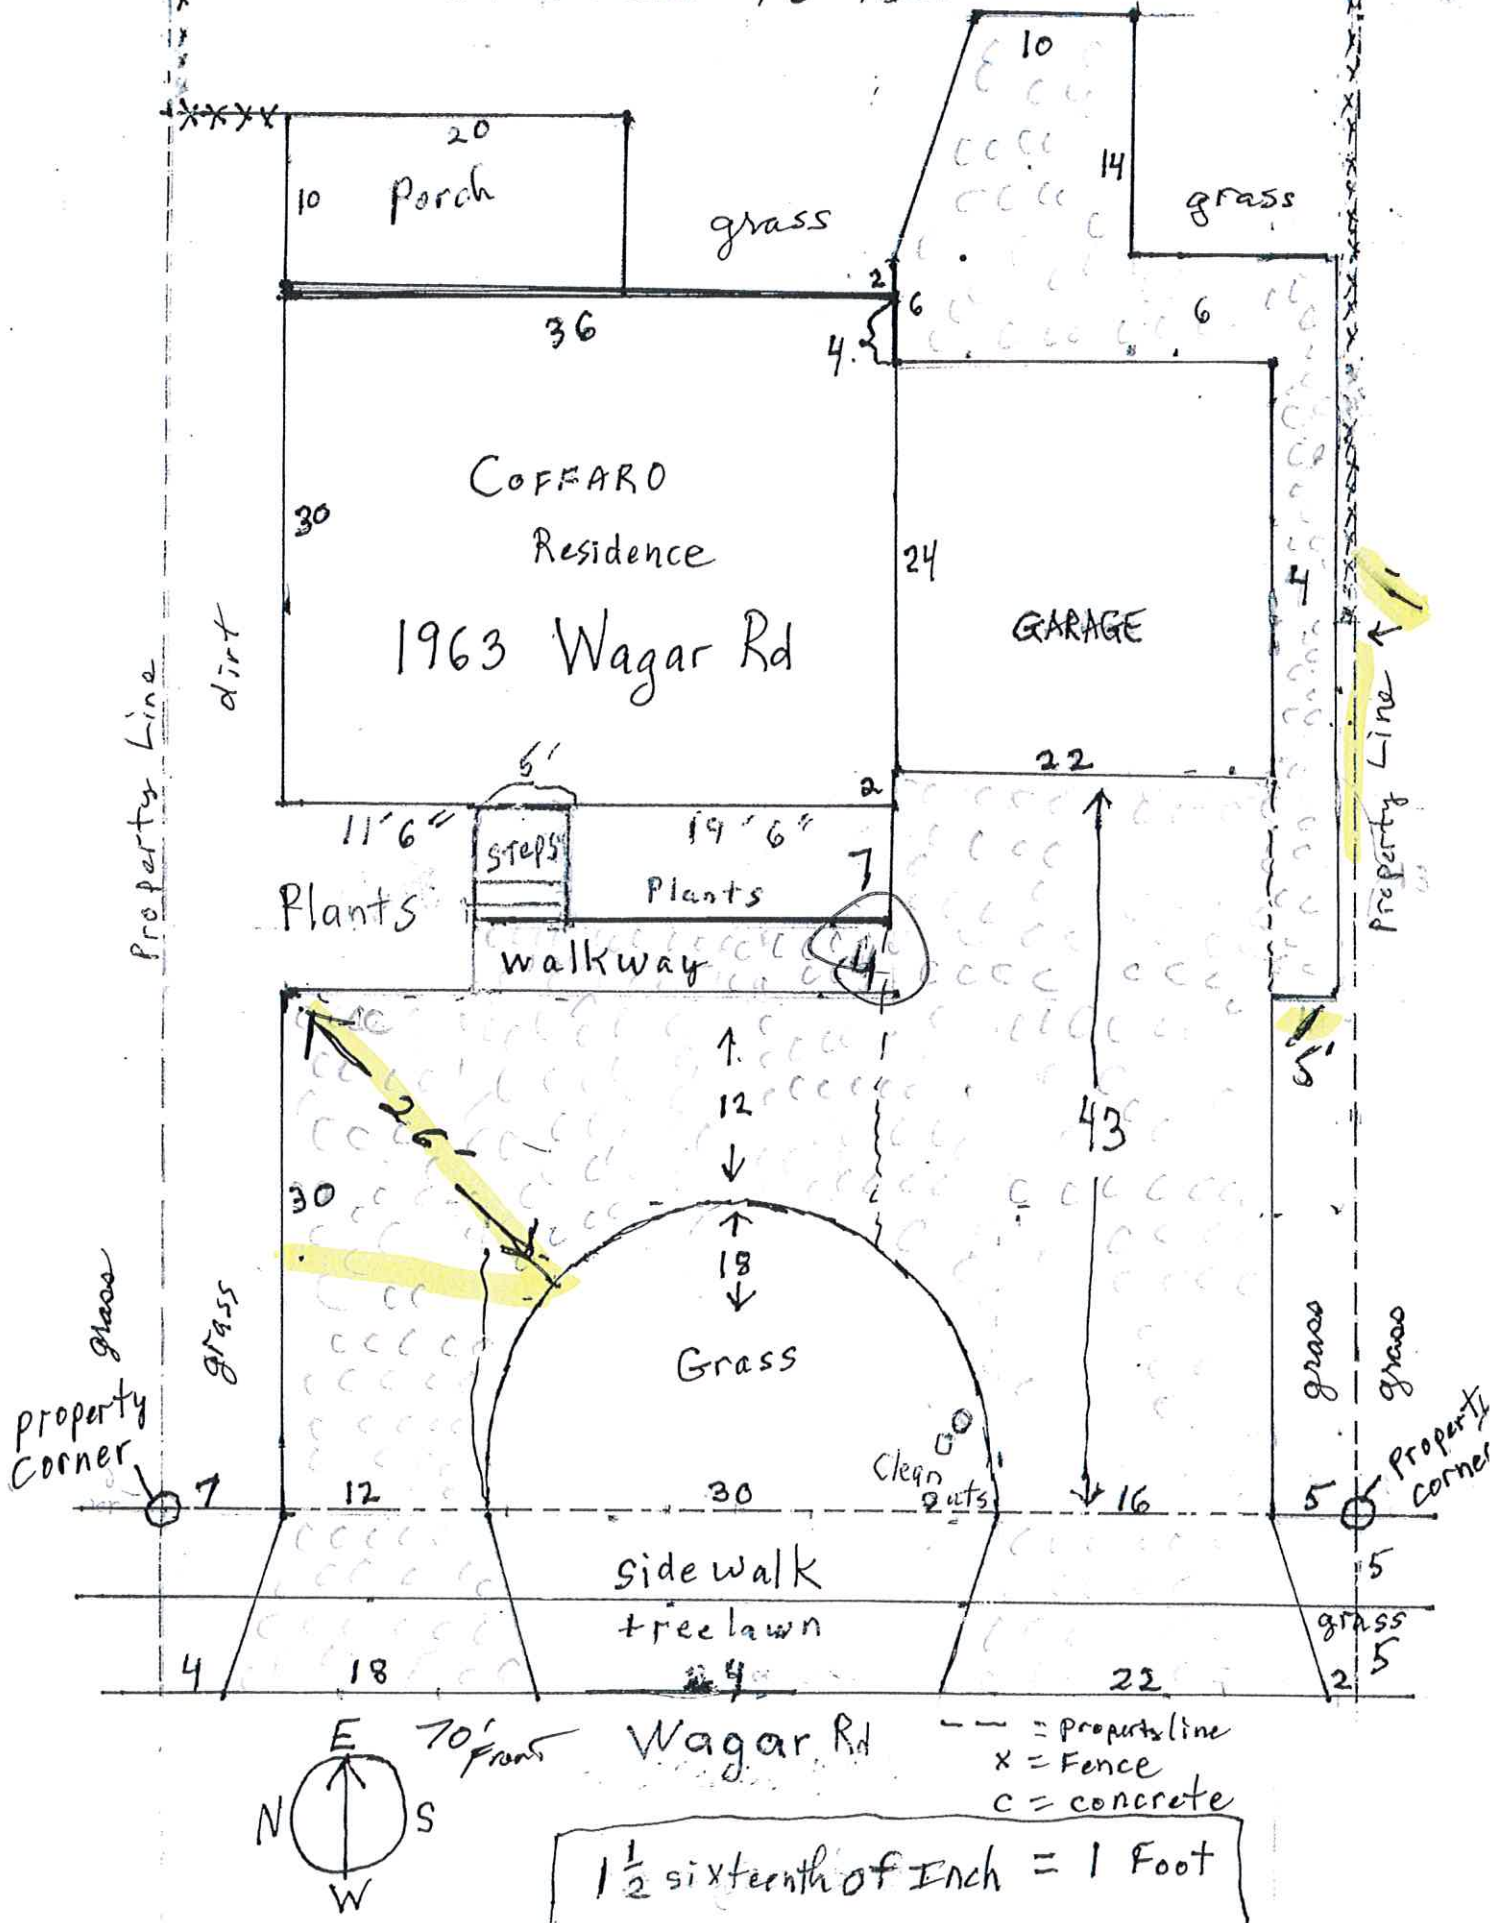 10
20
10
Porch
14
grass
grass
2
6
6
36
4
COFFARO
Residence
1963 Wagar Rd
30
24
4
1'
GARAGE
dirt
Property Line
Property Line
5'
22
2
11'6"
19'6"
STEPS
7
Plants
Plants
walkway
4
5'
26'
12
43
30
18
Grass
grass
grass
grass
grass
Property
Corner
Property
corner
Clean
outs
7
12
30
16
5
Sidewalk
5
treelawn
grass
4
18
4
22
2
5
70' Front
Wagar Rd
-- -- = Property line
x = Fence
c = concrete
E
N
S
W
1 1/2 sixteenth of Inch = 1 Foot